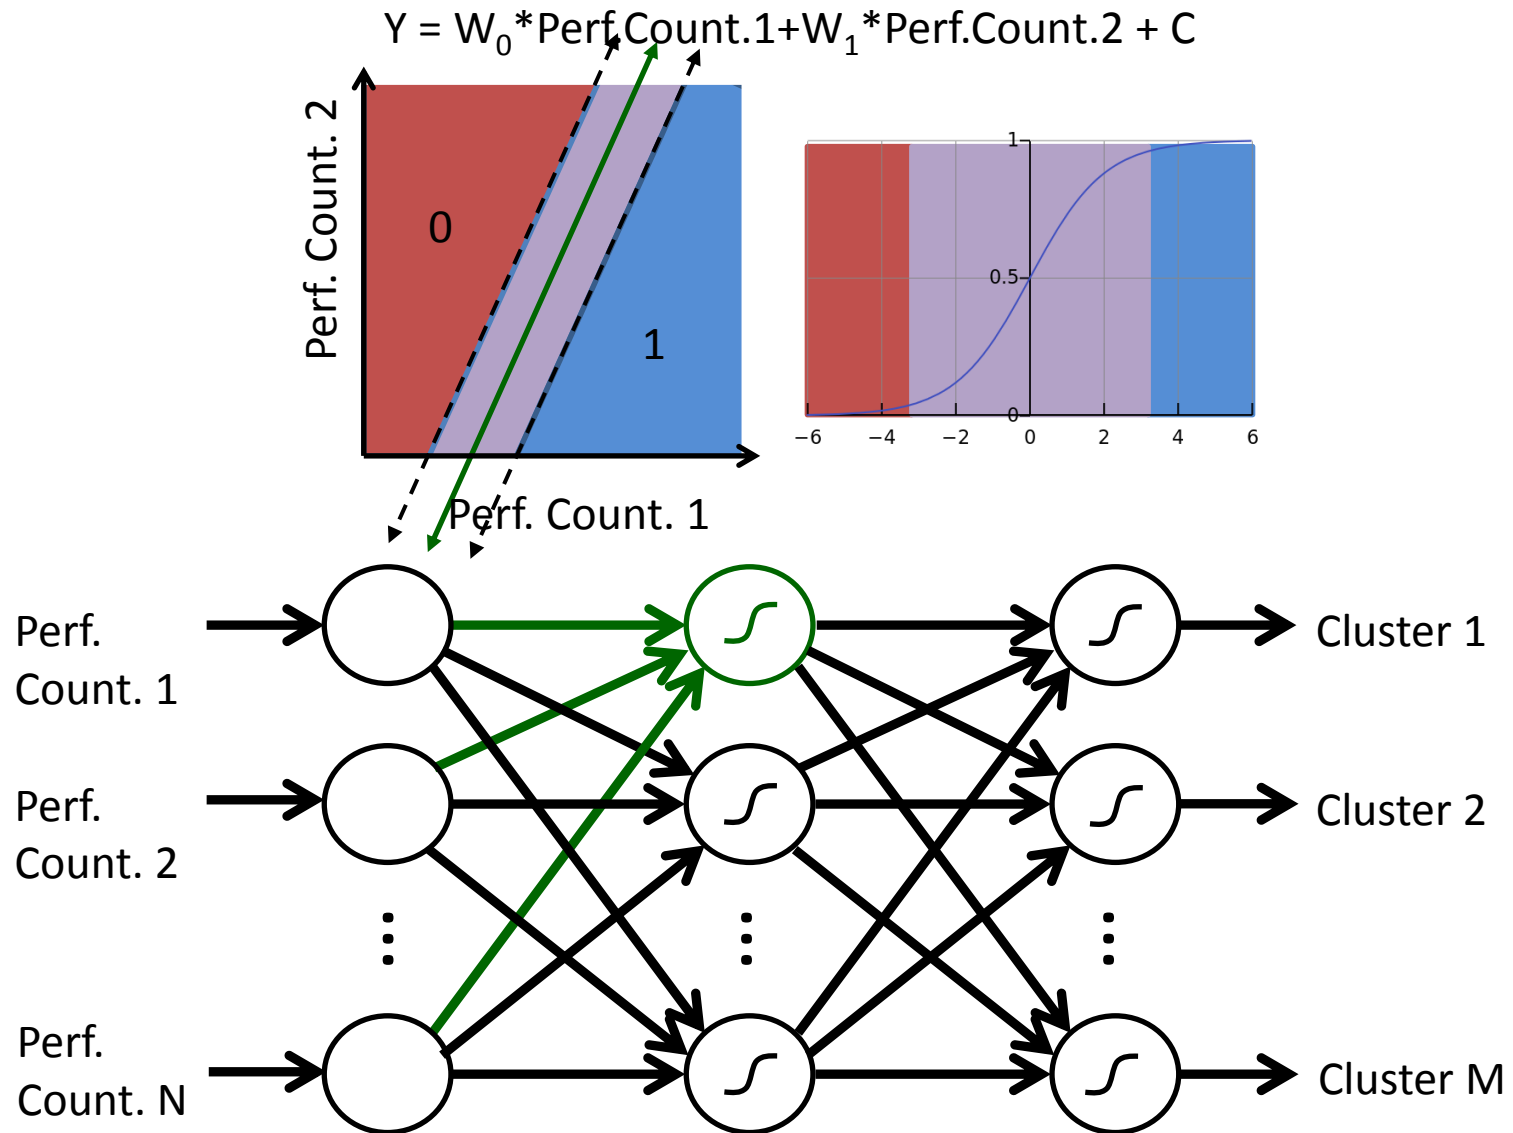 Y = W₀*Perf.Count.1+W₁*Perf.Count.2 + C
Perf. Count. 2
0
1
Perf. Count. 1
1
0.5
0
−6 −4 −2 0 2 4 6
Perf.
Count. 1
Cluster 1
Perf.
Count. 2
Cluster 2
⋮ ⋮ ⋮
Perf.
Count. N
Cluster M